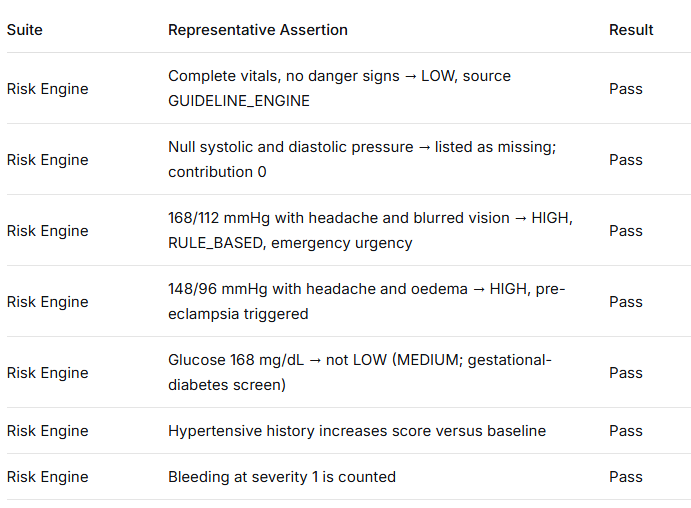 Suite Representative Assertion Result
Complete vitals, no danger signs → LOW, source
Risk Engine Pass
GUIDELINE_ENGINE
Null systolic and diastolic pressure → listed as missing;
Risk Engine Pass
contribution 0
168/112 mmHg with headache and blurred vision → HIGH,
Risk Engine Pass
RULE_BASED, emergency urgency
148/96 mmHg with headache and oedema → HIGH, pre-
Risk Engine Pass
eclampsia triggered
Glucose 168 mg/dL → not LOW (MEDIUM; gestational-
Risk Engine Pass
diabetes screen)
Risk Engine Hypertensive history increases score versus baseline Pass
Risk Engine Bleeding at severity 1 is counted Pass